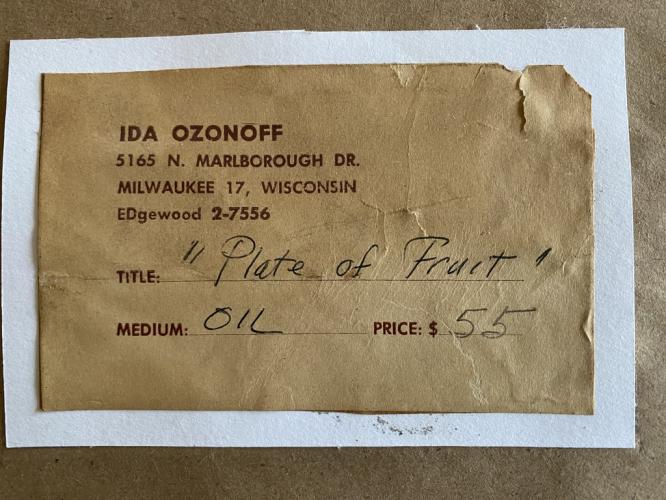 IDA OZONOFF
5165 N. MARLBOROUGH DR.
MILWAUKEE 17, WISCONSIN
EDgewood 2-7556
TITLE: "Plate of Fruit"
MEDIUM: OIL PRICE: $ 55